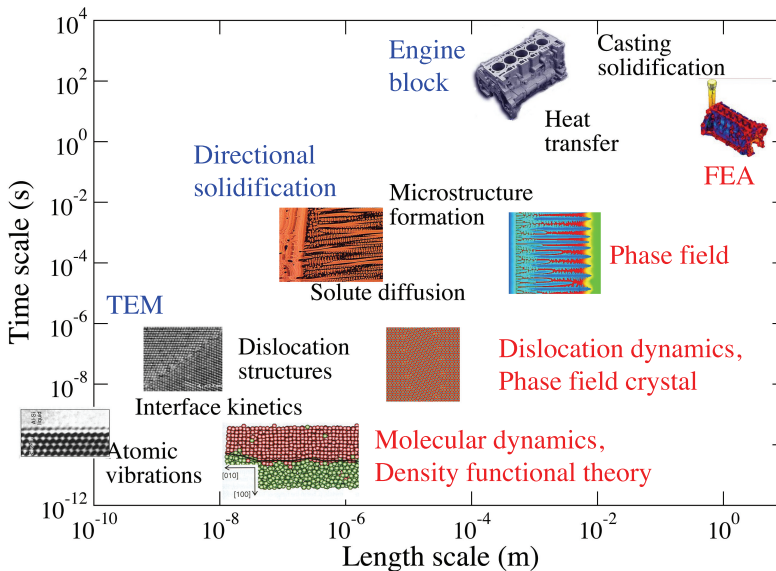 10^4
Engine
block
Casting
solidification
10^2
Heat
transfer
10^0
FEA
Directional
solidification
Microstructure
formation
10^-2
Time scale (s)
Phase field
10^-4
Solute diffusion
TEM
10^-6
Dislocation
structures
Dislocation dynamics,
Phase field crystal
10^-8
Interface kinetics
Al-Si
liquid
Atomic
vibrations
[010]
[100]
Molecular dynamics,
Density functional theory
10^-12
10^-10
10^-8
10^-6
10^-4
10^-2
10^0
Length scale (m)